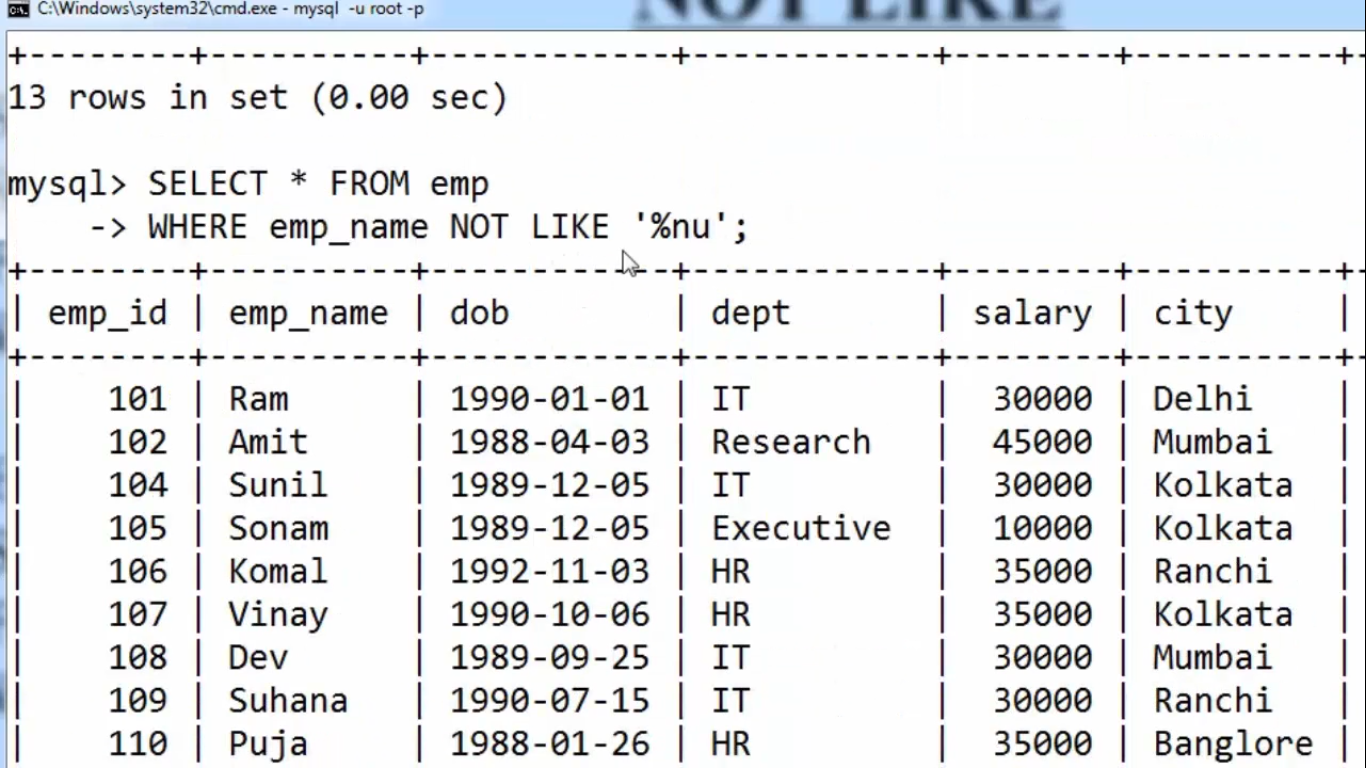 C:\Windows\system32\cmd.exe - mysql -u root -p
NOT LIKE
+--------+----------+------------+------------+--------+---------+-
13 rows in set (0.00 sec)
mysql> SELECT * FROM emp
    -> WHERE emp_name NOT LIKE '%nu';
+--------+----------+------------+------------+--------+----------+-
| emp_id | emp_name | dob        | dept       | salary | city     |
+--------+----------+------------+------------+--------+----------+-
|    101 | Ram      | 1990-01-01 | IT         |  30000 | Delhi    |
|    102 | Amit     | 1988-04-03 | Research   |  45000 | Mumbai   |
|    104 | Sunil    | 1989-12-05 | IT         |  30000 | Kolkata  |
|    105 | Sonam    | 1989-12-05 | Executive  |  10000 | Kolkata  |
|    106 | Komal    | 1992-11-03 | HR         |  35000 | Ranchi   |
|    107 | Vinay    | 1990-10-06 | HR         |  35000 | Kolkata  |
|    108 | Dev      | 1989-09-25 | IT         |  30000 | Mumbai   |
|    109 | Suhana   | 1990-07-15 | IT         |  30000 | Ranchi   |
|    110 | Puja     | 1988-01-26 | HR         |  35000 | Banglore |